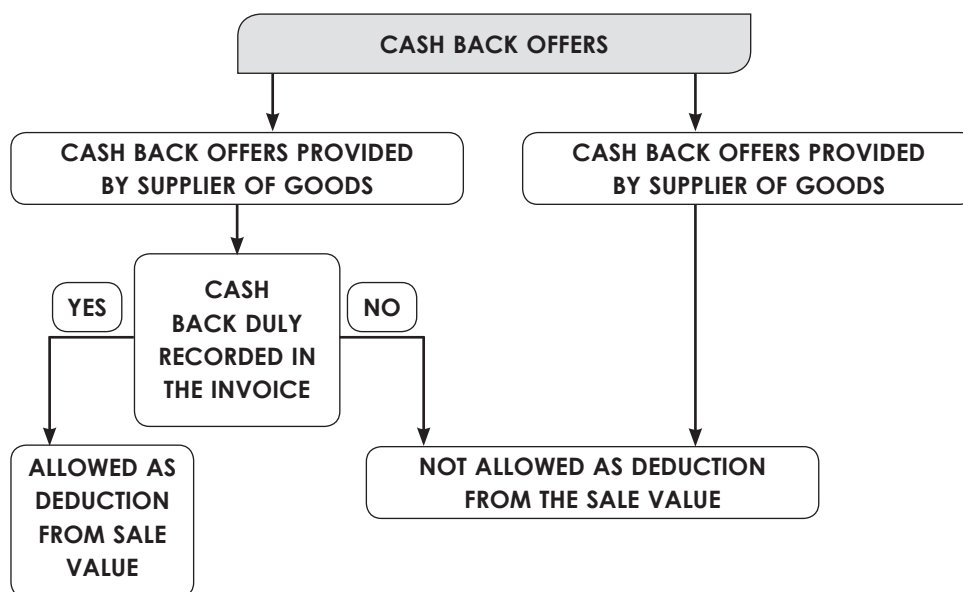 CASH BACK OFFERS
CASH BACK OFFERS PROVIDED
BY SUPPLIER OF GOODS
CASH BACK OFFERS PROVIDED
BY SUPPLIER OF GOODS
YES
CASH
BACK DULY
RECORDED IN
THE INVOICE
NO
ALLOWED AS
DEDUCTION
FROM SALE
VALUE
NOT ALLOWED AS DEDUCTION
FROM THE SALE VALUE